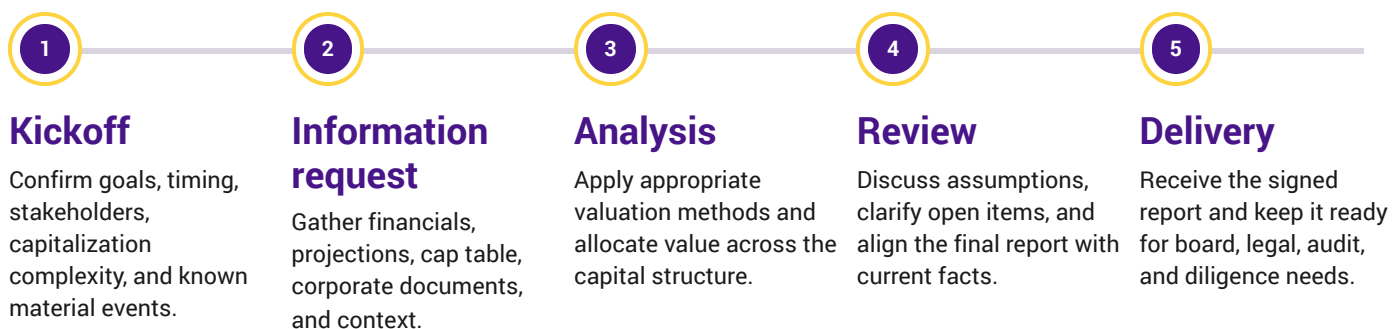 1
Kickoff
Confirm goals, timing,
stakeholders,
capitalization
complexity, and known
material events.
2
Information
request
Gather financials,
projections, cap table,
corporate documents,
and context.
3
Analysis
Apply appropriate
valuation methods and
allocate value across the
capital structure.
4
Review
Discuss assumptions,
clarify open items, and
align the final report with
current facts.
5
Delivery
Receive the signed
report and keep it ready
for board, legal, audit,
and diligence needs.